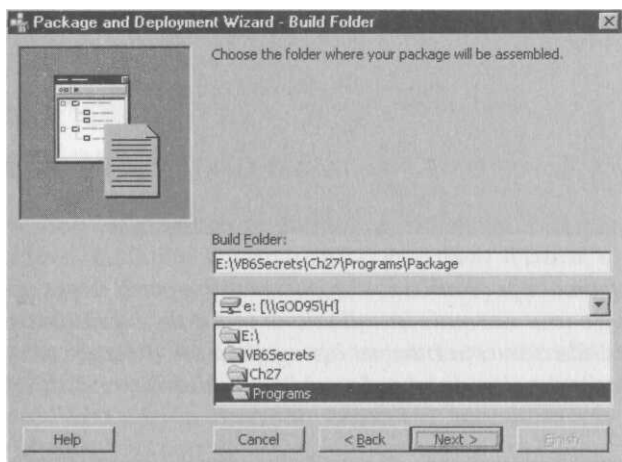 Package and Deployment Wizard - Build Folder
Choose the folder where your package will be assembled.
Build Folder:
E:\VB6Secrets\Ch27\Programs\Package
e: [\\GOD95\H]
E:\
VB6Secrets
Ch27
Programs
Help
Cancel
< Back
Next >
Finish